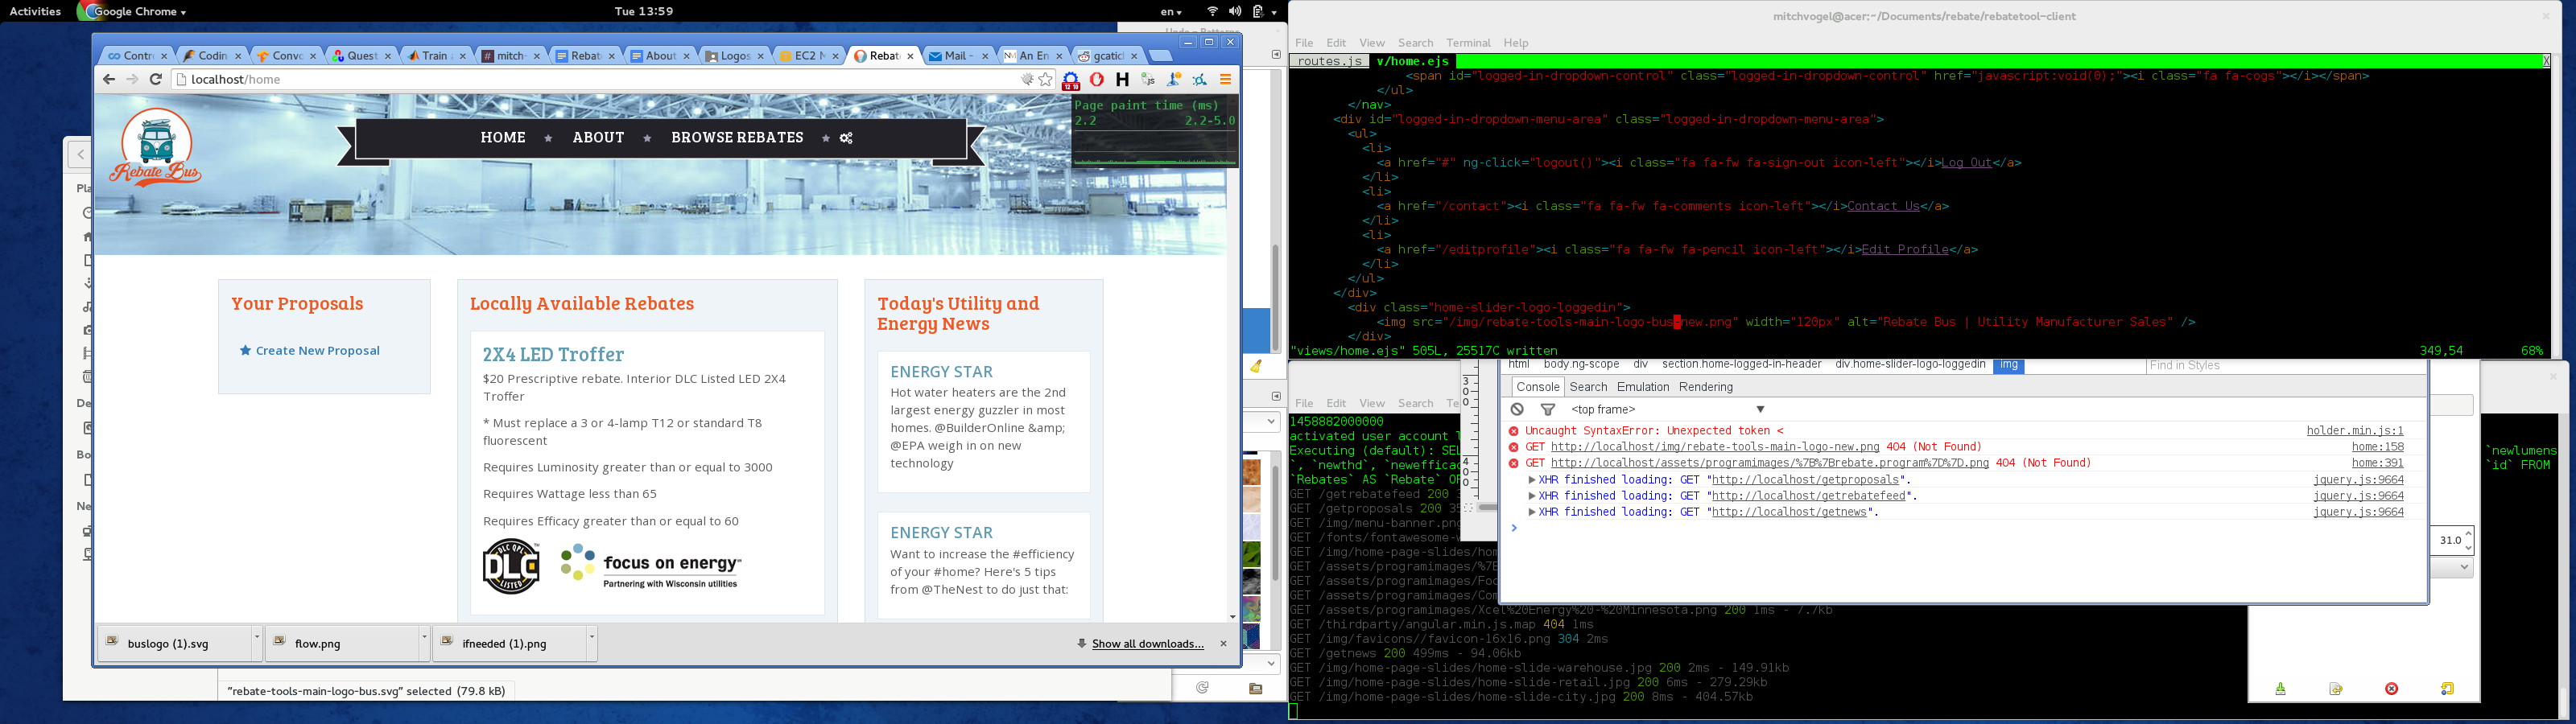 Activities
Google Chrome
Tue 13:59
en
Contr
Codin
Convo
Quest
Train
mitch-
Rebat
About
Logos
EC2 M
Rebat
Mail -
An En
gcatic
localhost/home
12 10
Rebate Bus
HOME
ABOUT
BROWSE REBATES
Page paint time (ms)
2.2 2.2-5.0
Your Proposals
Create New Proposal
Locally Available Rebates
2X4 LED Troffer
$20 Prescriptive rebate. Interior DLC Listed LED 2X4
Troffer
* Must replace a 3 or 4-lamp T12 or standard T8
fluorescent
Requires Luminosity greater than or equal to 3000
Requires Wattage less than 65
Requires Efficacy greater than or equal to 60
DLC QPL
DLC
LISTED
focus on energy
Partnering with Wisconsin utilities
Today's Utility and
Energy News
ENERGY STAR
Hot water heaters are the 2nd
largest energy guzzler in most
homes. @BuilderOnline &amp;
@EPA weigh in on new
technology
ENERGY STAR
Want to increase the #efficiency
of your #home? Here's 5 tips
from @TheNest to do just that:
buslogo (1).svg
flow.png
ifneeded (1).png
Show all downloads...
Pla
De
Bo
Ne
"rebate-tools-main-logo-bus.svg" selected (79.8 kB)
mitchvogel@acer:~/Documents/rebate/rebatetool-client
File Edit View Search Terminal Help
routes.js v/home.ejs X
<span id="logged-in-dropdown-control" class="logged-in-dropdown-control" href="javascript:void(0);"><i class="fa fa-cogs"></i></span>
</ul>
</nav>
<div id="logged-in-dropdown-menu-area" class="logged-in-dropdown-menu-area">
<ul>
<li>
<a href="#" ng-click="logout()"><i class="fa fa-fw fa-sign-out icon-left"></i>Log Out</a>
</li>
<li>
<a href="/contact"><i class="fa fa-fw fa-comments icon-left"></i>Contact Us</a>
</li>
<li>
<a href="/editprofile"><i class="fa fa-fw fa-pencil icon-left"></i>Edit Profile</a>
</li>
</ul>
</div>
<div class="home-slider-logo-loggedin">
<img src="/img/rebate-tools-main-logo-bus-new.png" width="120px" alt="Rebate Bus | Utility Manufacturer Sales" />
</div>
"views/home.ejs" 505L, 25517C written 349,54 68%
html body.ng-scope div section.home-logged-in-header div.home-slider-logo-loggedin img
Find in Styles
Console Search Emulation Rendering
<top frame>
Uncaught SyntaxError: Unexpected token < holder.min.js:1
GET http://localhost/img/rebate-tools-main-logo-new.png 404 (Not Found) home:158
GET http://localhost/assets/programimages/%7B%7Brebate.program%7D%7D.png 404 (Not Found) home:391
XHR finished loading: GET "http://localhost/getproposals". jquery.js:9664
XHR finished loading: GET "http://localhost/getrebatefeed". jquery.js:9664
XHR finished loading: GET "http://localhost/getnews". jquery.js:9664
31.0
File Edit View Search Te
1458882000000
activated user account
Executing (default): SEL
`, `newthd`, `newefficac
`Rebates` AS `Rebate` OR
`newlumens
`id` FROM
GET /getrebatefeed 200
GET /getproposals 200 35
GET /img/menu-banner.png
GET /fonts/fontawesome-
GET /img/home-page-slides/hom
GET /assets/programimages/%7B
GET /assets/programimages/Foc
GET /assets/programimages/Com
GET /assets/programimages/Xcel%20Energy%20-%20Minnesota.png 200 1ms - 7.7kb
GET /thirdparty/angular.min.js.map 404 1ms
GET /img/favicons//favicon-16x16.png 304 2ms
GET /getnews 200 499ms - 94.06kb
GET /img/home-page-slides/home-slide-warehouse.jpg 200 2ms - 149.91kb
GET /img/home-page-slides/home-slide-retail.jpg 200 6ms - 279.29kb
GET /img/home-page-slides/home-slide-city.jpg 200 8ms - 404.57kb